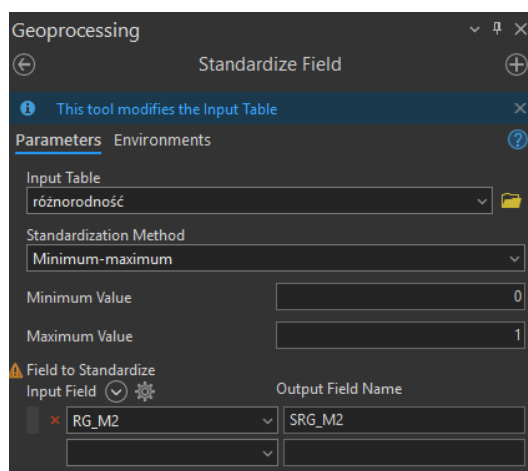 Geoprocessing
Standardize Field
This tool modifies the Input Table
Parameters Environments
Input Table
różnorodność
Standardization Method
Minimum-maximum
Minimum Value 0
Maximum Value 1
Field to Standardize
Input Field Output Field Name
RG_M2 SRG_M2